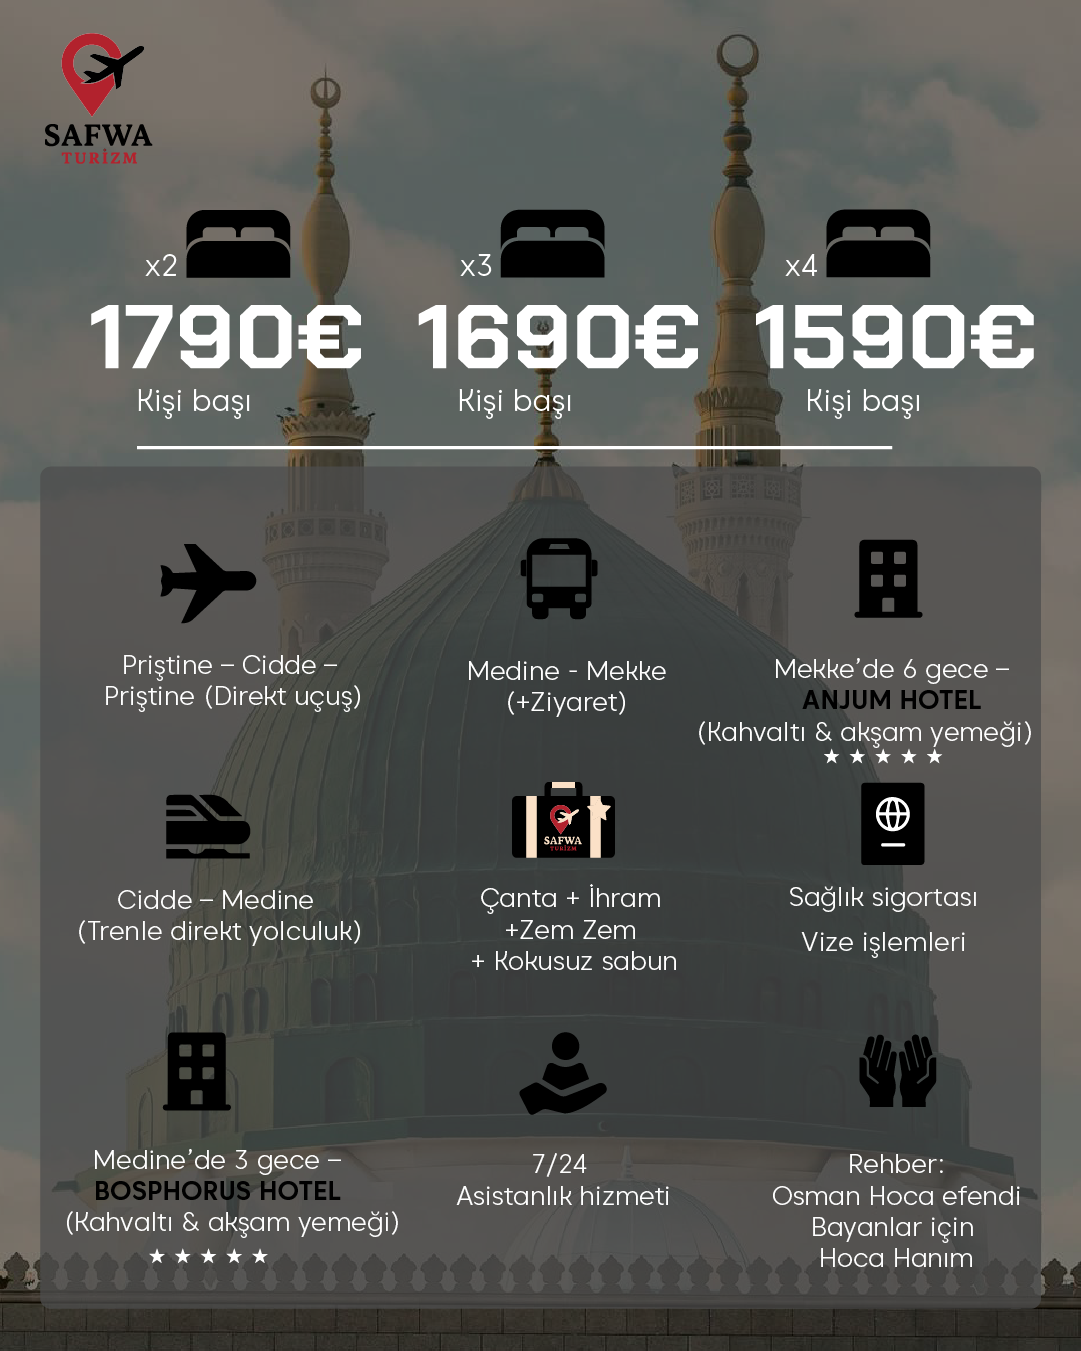 SAFWA
TURİZM
x2
1790€
Kişi başı
x3
1690€
Kişi başı
x4
1590€
Kişi başı
Priştine – Cidde –
Priştine (Direkt uçuş)
Medine - Mekke
(+Ziyaret)
Mekke’de 6 gece –
ANJUM HOTEL
(Kahvaltı & akşam yemeği)
Cidde – Medine
(Trenle direkt yolculuk)
SAFWA
TURİZM
Çanta + İhram
+Zem Zem
+ Kokusuz sabun
Sağlık sigortası
Vize işlemleri
Medine’de 3 gece –
BOSPHORUS HOTEL
(Kahvaltı & akşam yemeği)
7/24
Asistanlık hizmeti
Rehber:
Osman Hoca efendi
Bayanlar için
Hoca Hanım